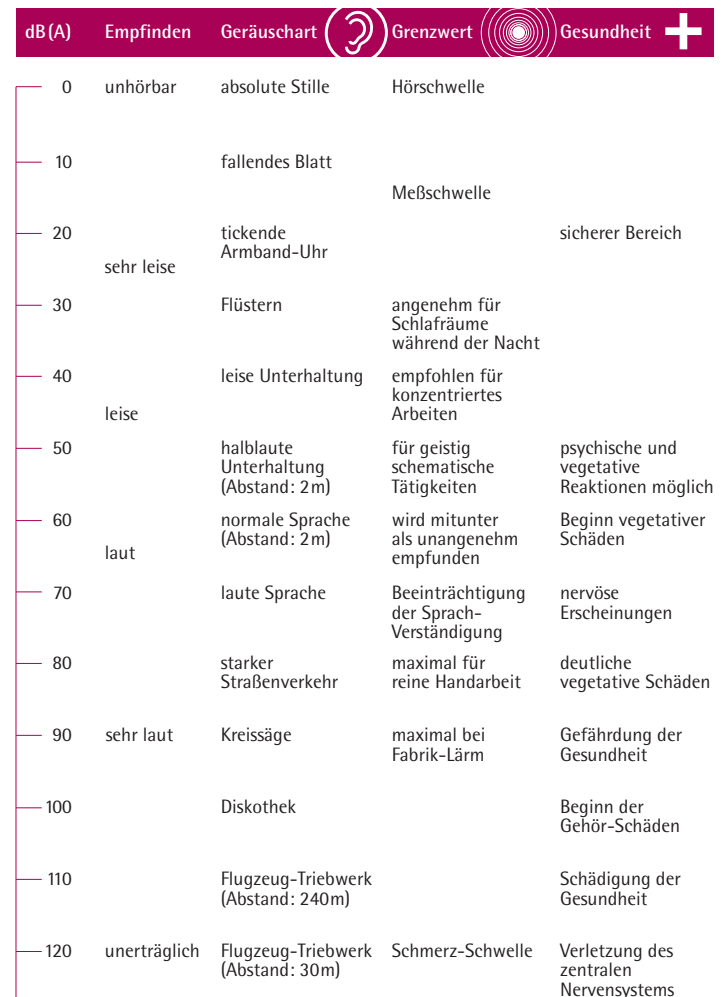 dB(A) Empfinden Geräuschart Grenzwert Gesundheit
0 unhörbar absolute Stille Hörschwelle
10 fallendes Blatt
Meßschwelle
20 tickende sicherer Bereich
Armband-Uhr
sehr leise
30 Flüstern angenehm für
Schlafräume
während der Nacht
40 leise Unterhaltung empfohlen für
konzentriertes
leise Arbeiten
50 halblaute für geistig psychische und
Unterhaltung schematische vegetative
(Abstand: 2m) Tätigkeiten Reaktionen möglich
60 normale Sprache wird mitunter Beginn vegetativer
(Abstand: 2m) als unangenehm Schäden
laut empfunden
70 laute Sprache Beeinträchtigung nervöse
der Sprach- Erscheinungen
Verständigung
80 starker maximal für deutliche
Straßenverkehr reine Handarbeit vegetative Schäden
90 sehr laut Kreissäge maximal bei Gefährdung der
Fabrik-Lärm Gesundheit
100 Diskothek Beginn der
Gehör-Schäden
110 Flugzeug-Triebwerk Schädigung der
(Abstand: 240m) Gesundheit
120 unerträglich Flugzeug-Triebwerk Schmerz-Schwelle Verletzung des
(Abstand: 30m) zentralen
Nervensystems